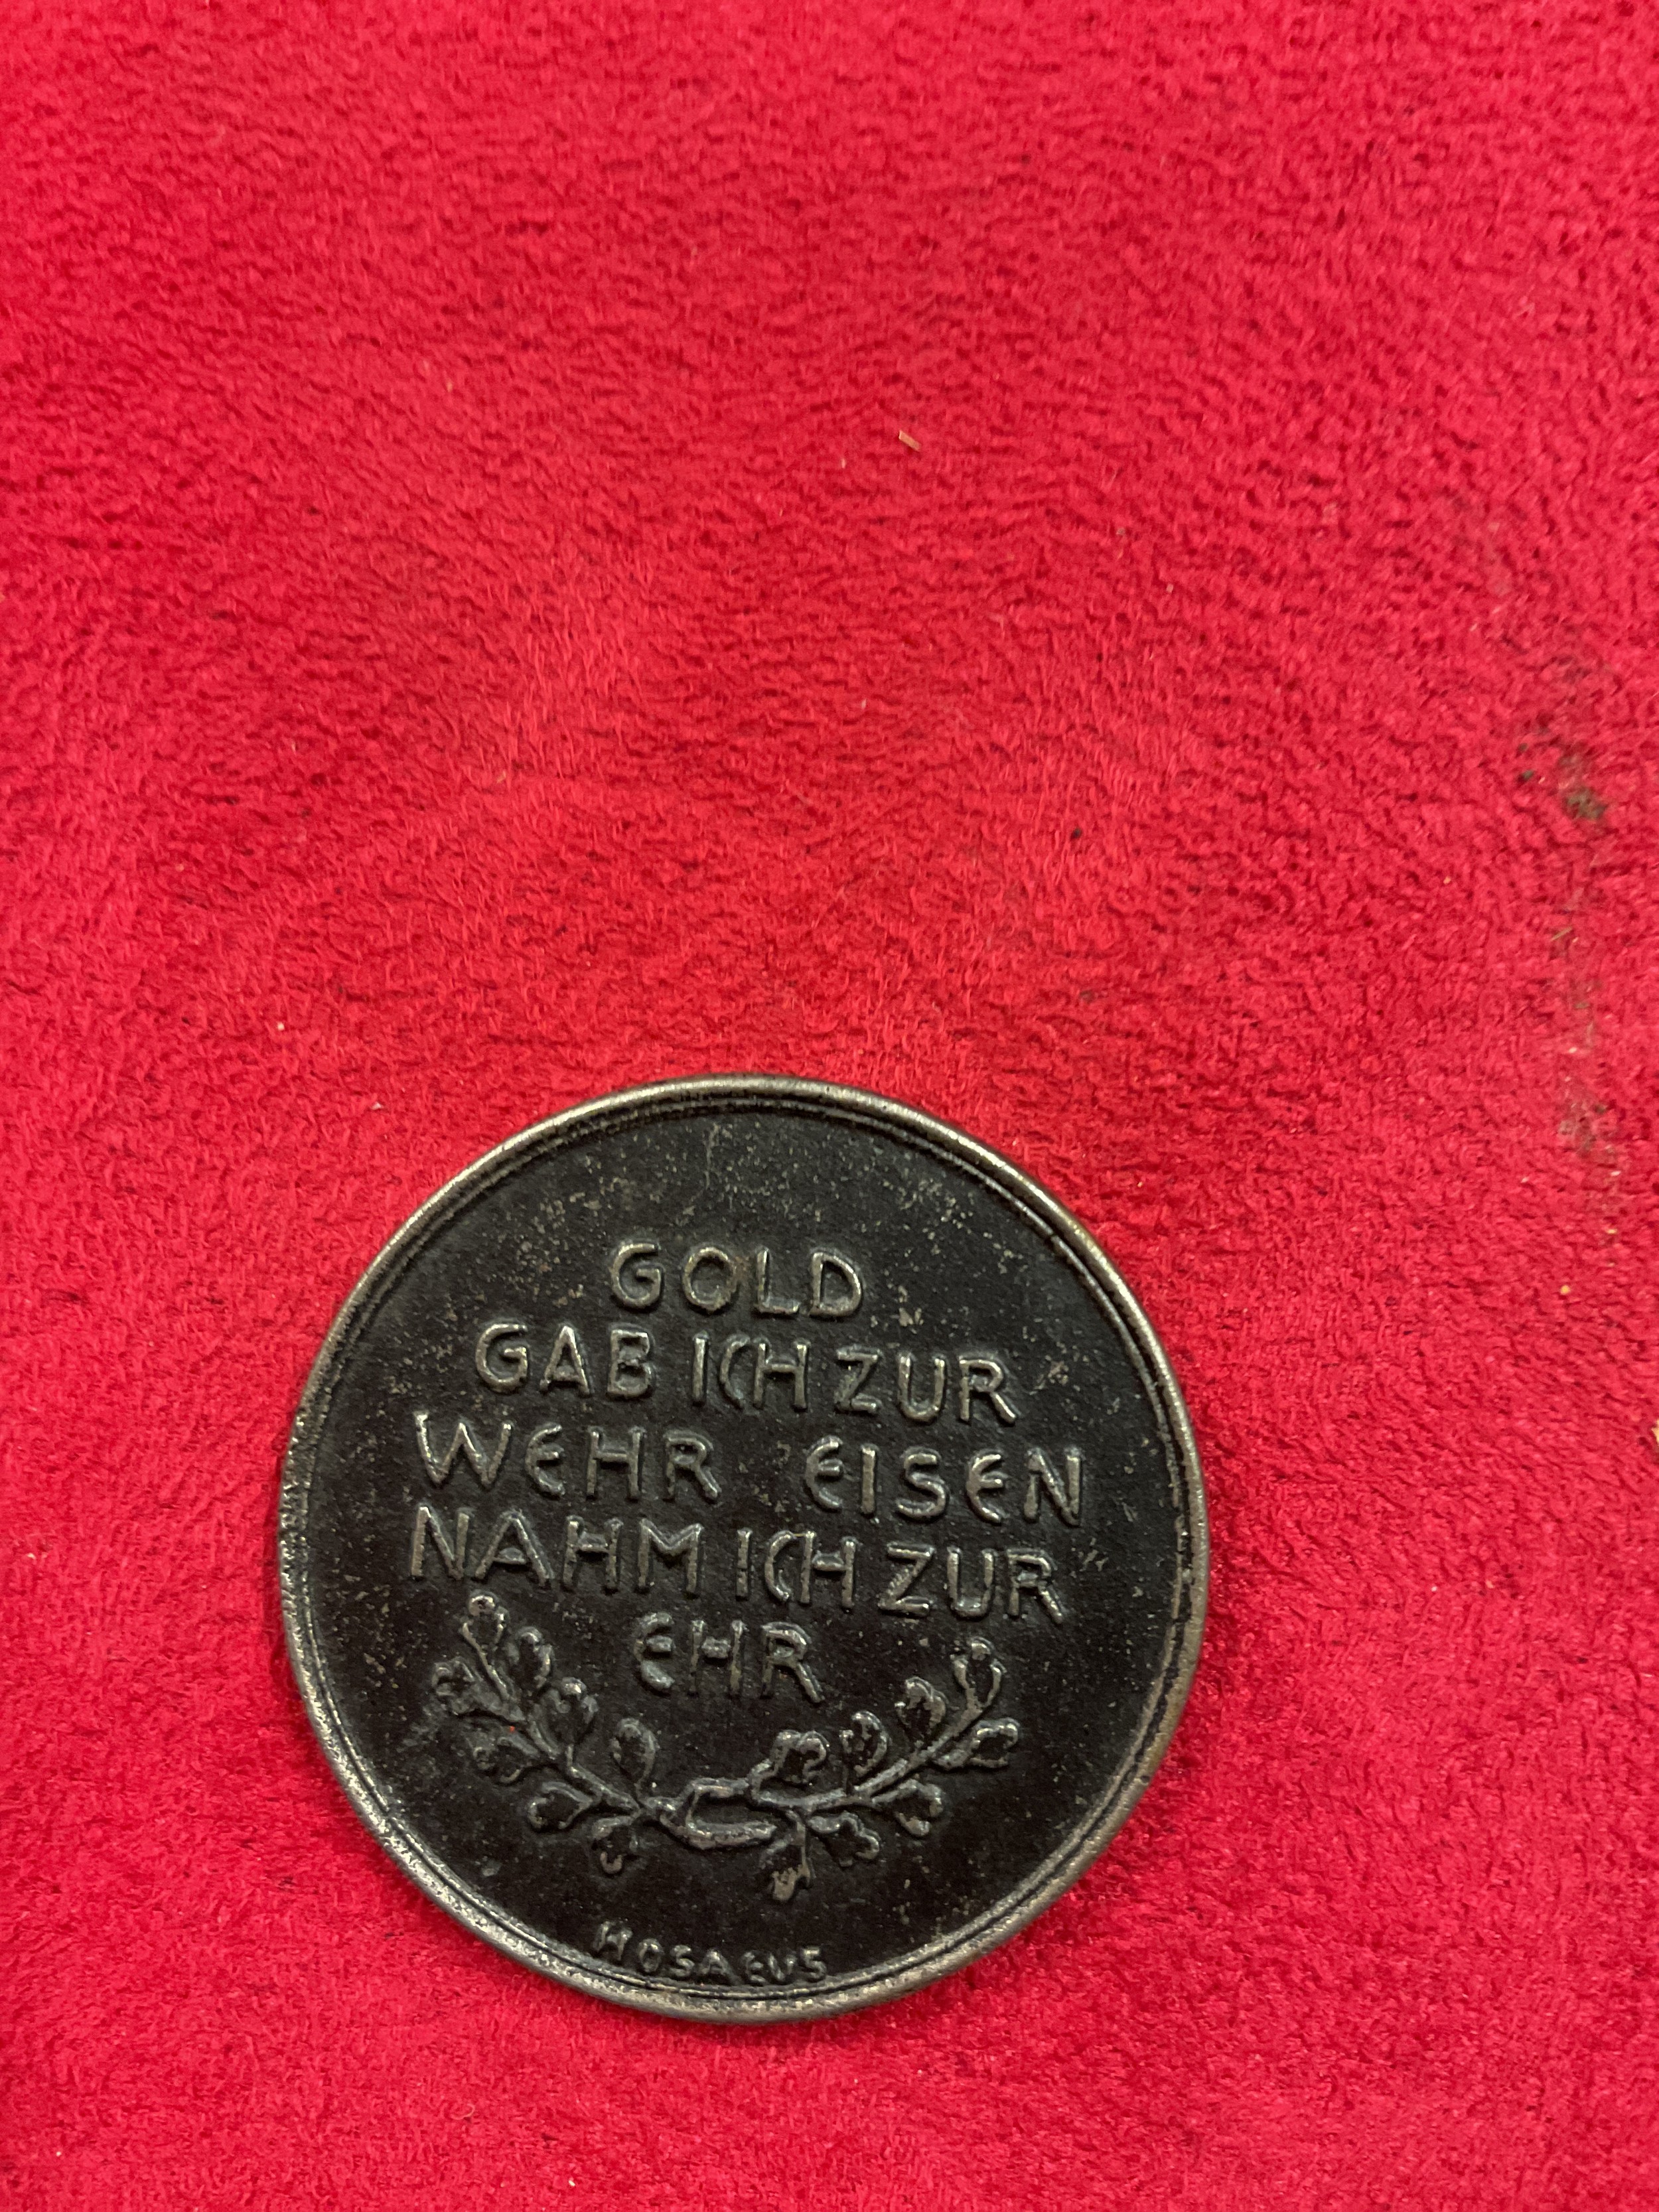 GOLD
GAB ICH ZUR
WEHR EISEN
NAHM ICH ZUR
EHR
HOSAEUS